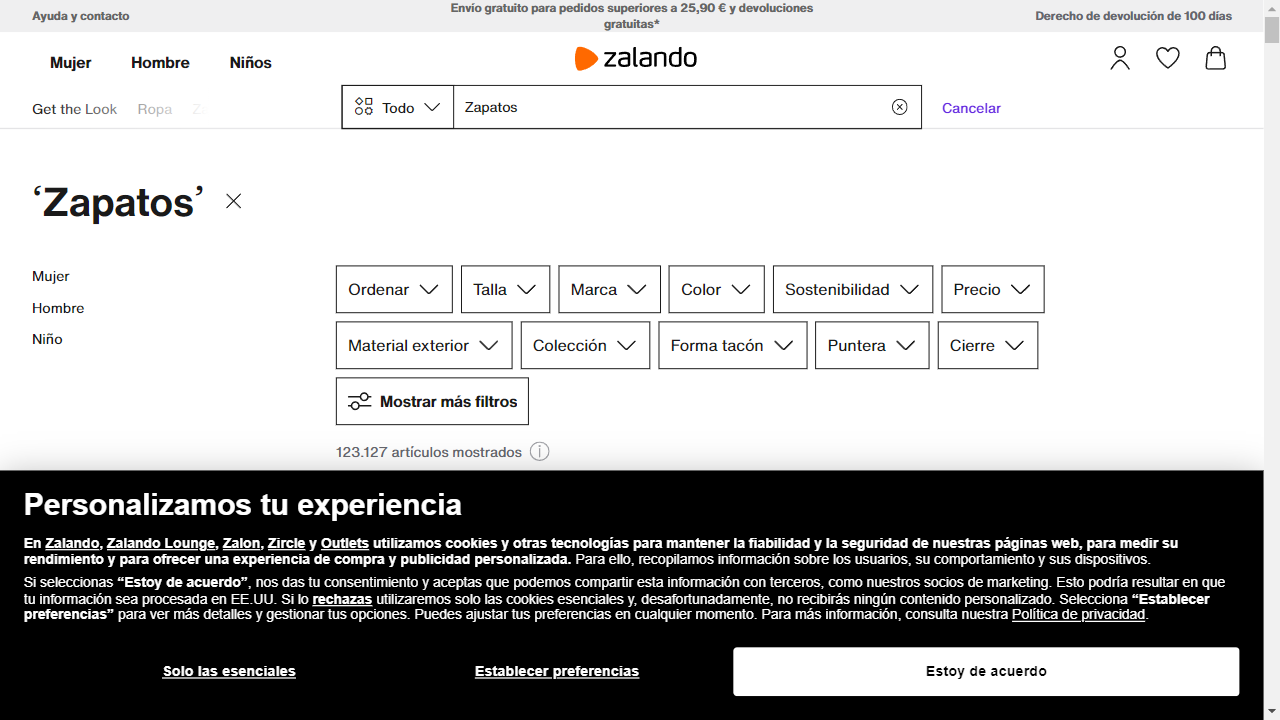 Ayuda y contacto
Envío gratuito para pedidos superiores a 25,90 € y devoluciones
gratuitas*
Derecho de devolución de 100 días
Mujer
Hombre
Niños
zalando
Get the Look
Ropa
Todo
Zapatos
Cancelar
‘Zapatos’
Mujer
Hombre
Niño
Ordenar
Talla
Marca
Color
Sostenibilidad
Precio
Material exterior
Colección
Forma tacón
Puntera
Cierre
Mostrar más filtros
123.127 artículos mostrados
Personalizamos tu experiencia
En Zalando, Zalando Lounge, Zalon, Zircle y Outlets utilizamos cookies y otras tecnologías para mantener la fiabilidad y la seguridad de nuestras páginas web, para medir su
rendimiento y para ofrecer una experiencia de compra y publicidad personalizada. Para ello, recopilamos información sobre los usuarios, su comportamiento y sus dispositivos.
Si seleccionas “Estoy de acuerdo”, nos das tu consentimiento y aceptas que podemos compartir esta información con terceros, como nuestros socios de marketing. Esto podría resultar en que
tu información sea procesada en EE.UU. Si lo rechazas utilizaremos solo las cookies esenciales y, desafortunadamente, no recibirás ningún contenido personalizado. Selecciona “Establecer
preferencias” para ver más detalles y gestionar tus opciones. Puedes ajustar tus preferencias en cualquier momento. Para más información, consulta nuestra Política de privacidad.
Solo las esenciales
Establecer preferencias
Estoy de acuerdo